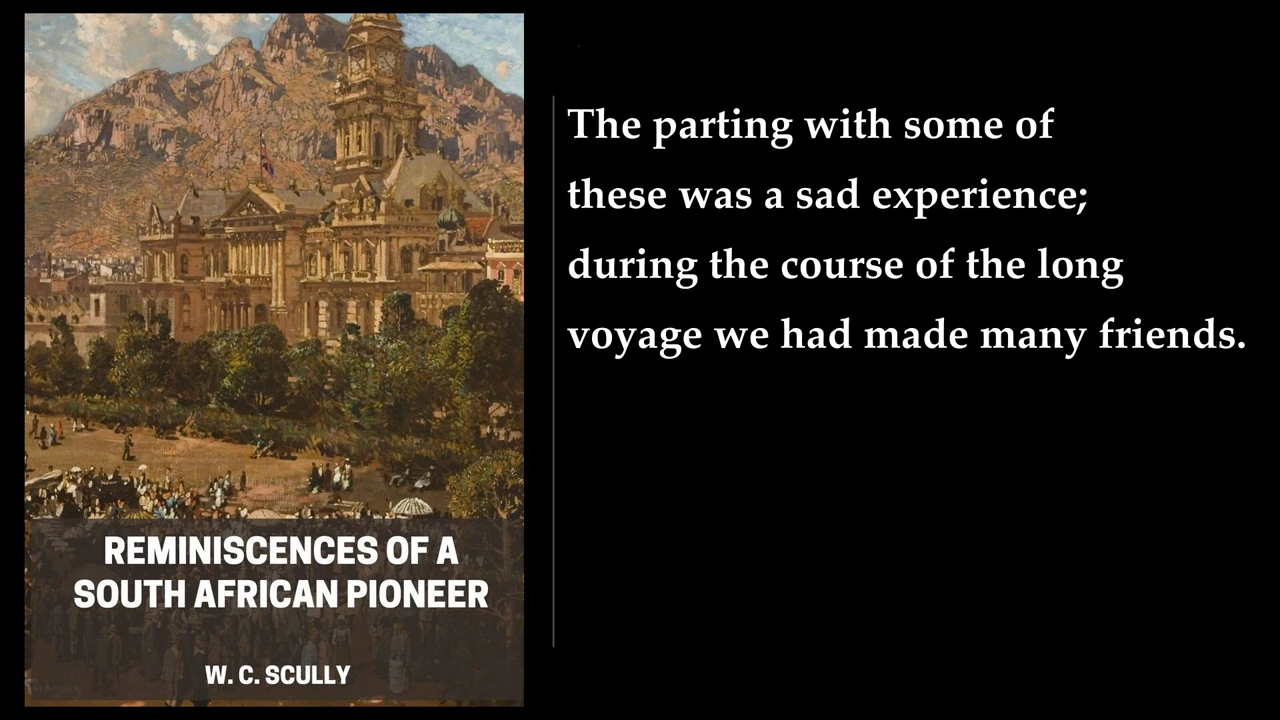 The parting with some of
these was a sad experience;
during the course of the long
voyage we had made many friends.
REMINISCENCES OF A
SOUTH AFRICAN PIONEER
W. C. SCULLY